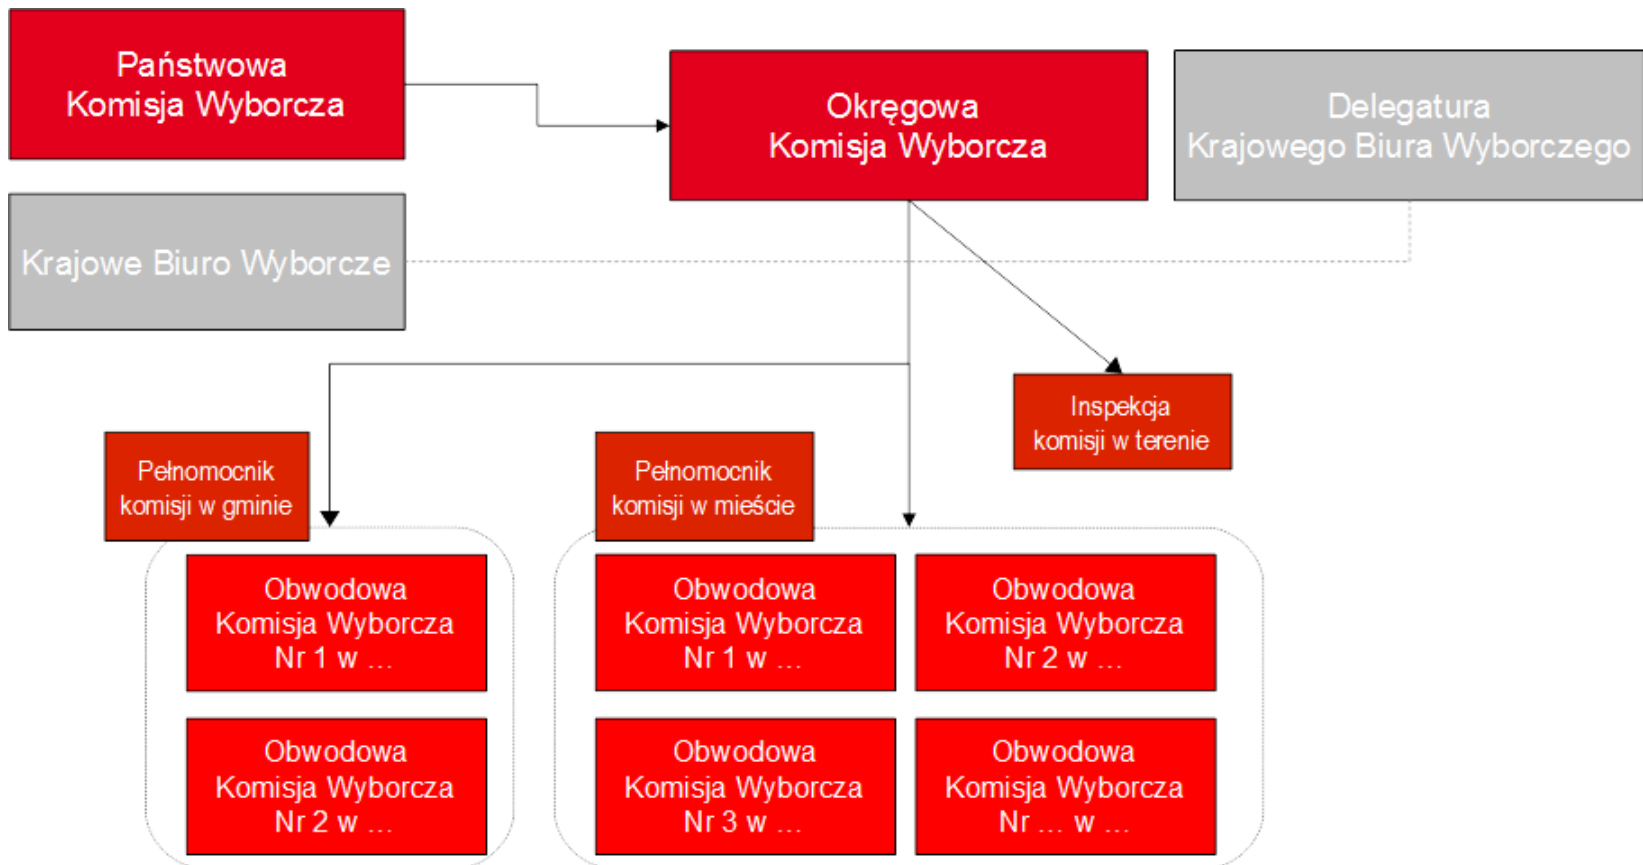 Państwowa
Komisja Wyborcza
Okręgowa
Komisja Wyborcza
Delegatura
Krajowego Biura Wyborczego
Krajowe Biuro Wyborcze
Inspekcja
komisji w terenie
Pełnomocnik
komisji w gminie
Pełnomocnik
komisji w mieście
Obwodowa
Komisja Wyborcza
Nr 1 w ...
Obwodowa
Komisja Wyborcza
Nr 2 w ...
Obwodowa
Komisja Wyborcza
Nr 1 w ...
Obwodowa
Komisja Wyborcza
Nr 2 w ...
Obwodowa
Komisja Wyborcza
Nr 3 w ...
Obwodowa
Komisja Wyborcza
Nr ... w ...